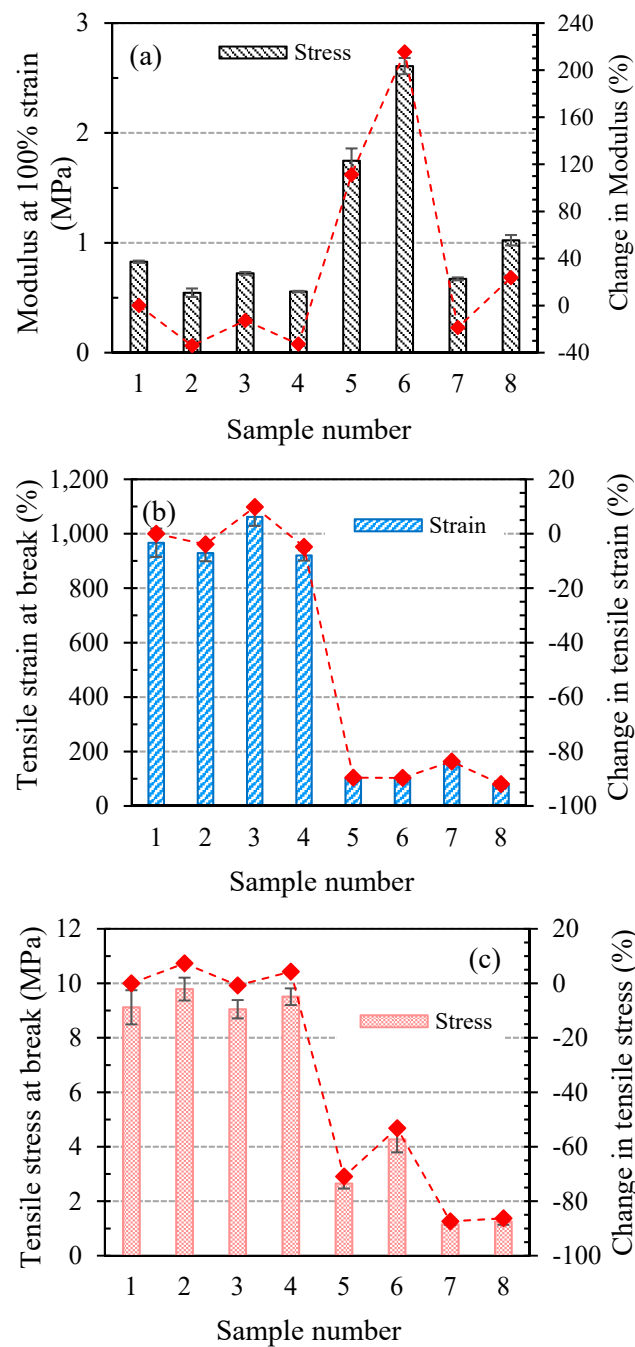 (a)
Stress
Modulus at 100% strain
(MPa)
3
2
1
0
240
200
160
120
80
40
0
-40
Change in Modulus (%)
1 2 3 4 5 6 7 8
Sample number
(b)
Strain
Tensile strain at break (%)
1,200
1,000
800
600
400
200
0
20
0
-20
-40
-60
-80
-100
Change in tensile strain (%)
1 2 3 4 5 6 7 8
Sample number
(c)
Stress
Tensile stress at break (MPa)
12
10
8
6
4
2
0
20
0
-20
-40
-60
-80
-100
Change in tensile stress (%)
1 2 3 4 5 6 7 8
Sample number